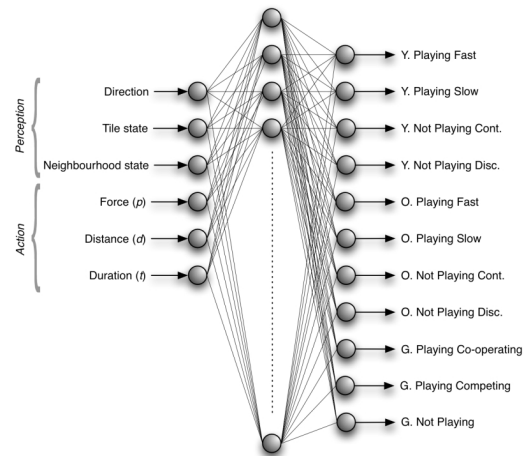 Perception
Direction
Tile state
Neighbourhood state
Action
Force (p)
Distance (d)
Duration (t)
Y. Playing Fast
Y. Playing Slow
Y. Not Playing Cont.
Y. Not Playing Disc.
O. Playing Fast
O. Playing Slow
O. Not Playing Cont.
O. Not Playing Disc.
G. Playing Co-operating
G. Playing Competing
G. Not Playing